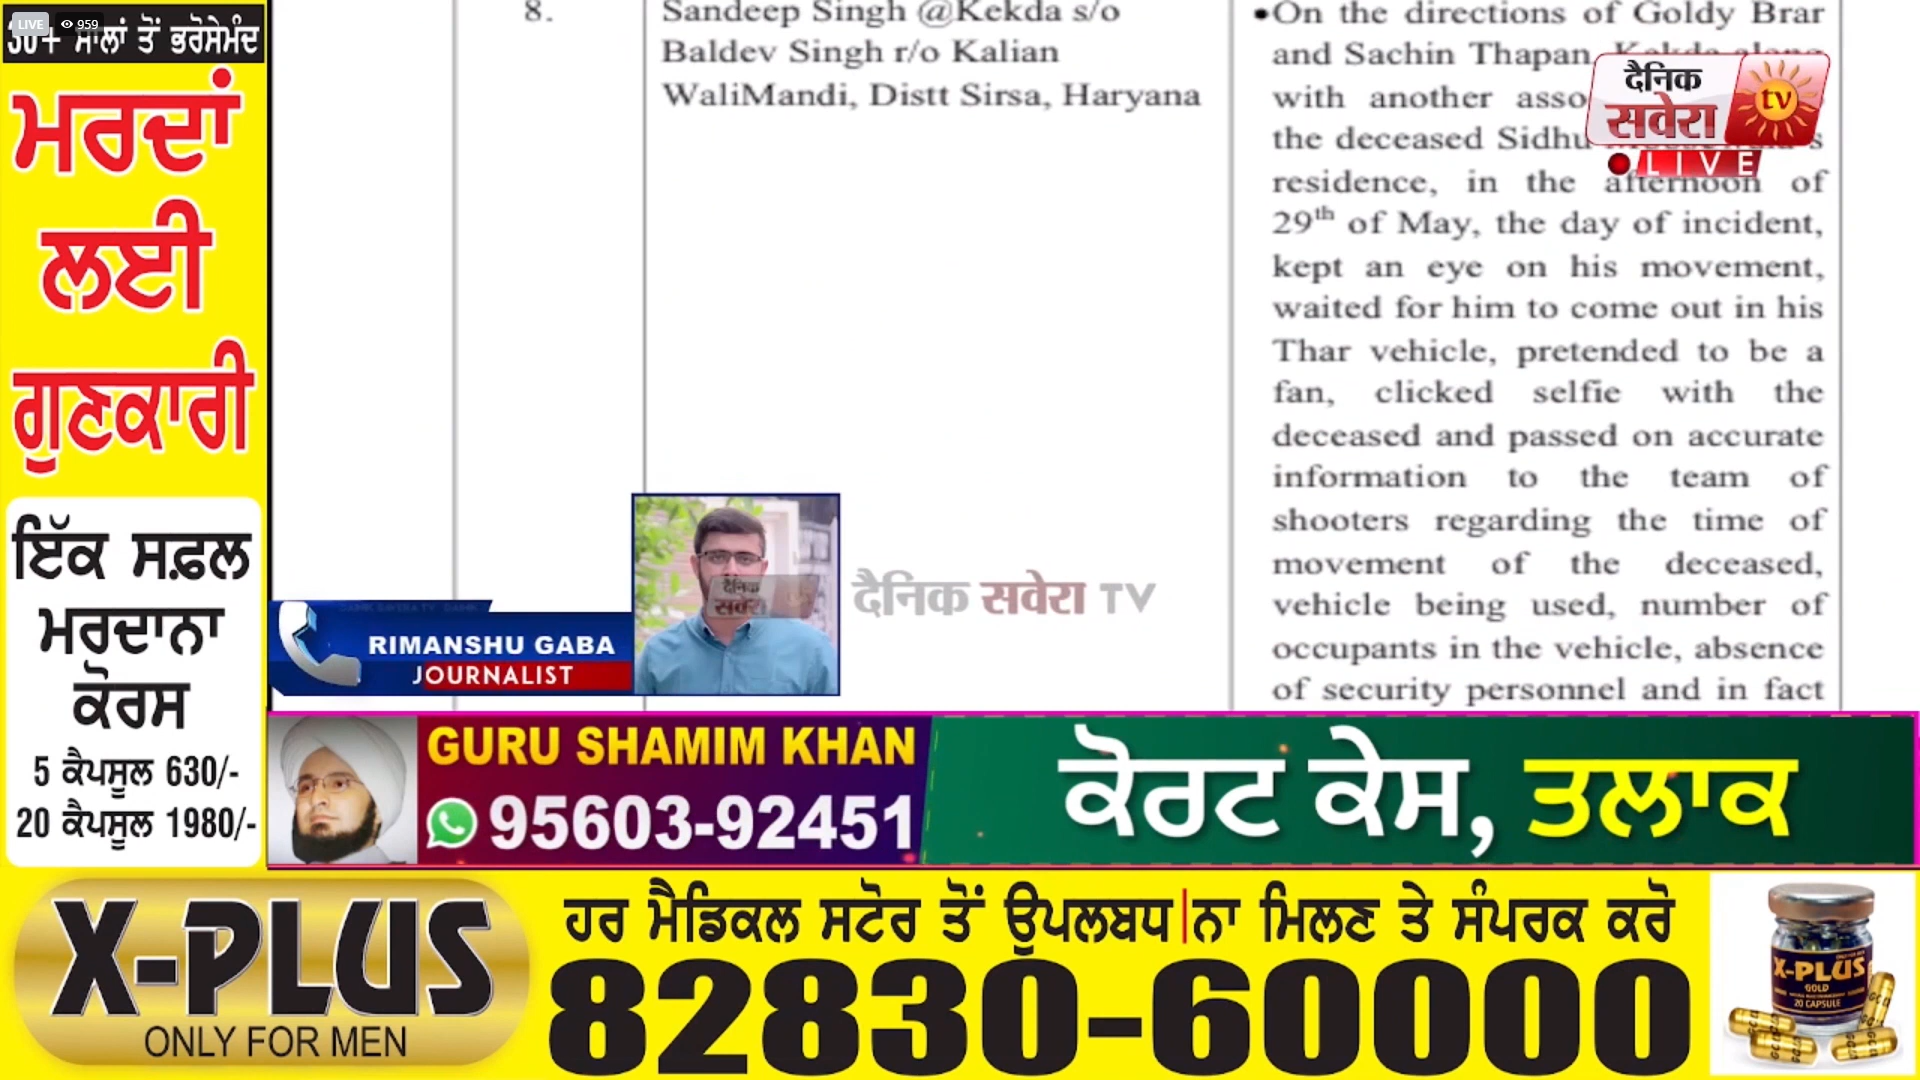 LIVE 959
30+ ਸਾਲਾਂ ਤੋਂ ਭਰੋਸੇਮੰਦ
ਮਰਦਾਂ
ਲਈ
ਗੁਣਕਾਰੀ
ਇੱਕ ਸਫ਼ਲ
ਮਰਦਾਨਾ
ਕੋਰਸ
5 ਕੈਪਸੂਲ 630/-
20 ਕੈਪਸੂਲ 1980/-
8.
Sandeep Singh @Kekda s/o
Baldev Singh r/o Kalian
WaliMandi, Distt Sirsa, Haryana
•On the directions of Goldy Brar
and Sachin Thapan, Kekda along
with another
the deceased Sidhu
residence, in the afternoon of
29th of May, the day of incident,
kept an eye on his movement,
waited for him to come out in his
Thar vehicle, pretended to be a
fan, clicked selfie with the
deceased and passed on accurate
information to the team of
shooters regarding the time of
movement of the deceased,
vehicle being used, number of
occupants in the vehicle, absence
of security personnel and in fact
दैनिक
सवेरा tv
LIVE
दैनिक
सवेरा
दैनिक सवेरा TV
RIMANSHU GABA
JOURNALIST
GURU SHAMIM KHAN
95603-92451
ਕੋਰਟ ਕੇਸ, ਤਲਾਕ
X-PLUS
ONLY FOR MEN
ਹਰ ਮੈਡਿਕਲ ਸਟੋਰ ਤੋਂ ਉਪਲਬਧ|ਨਾ ਮਿਲਣ ਤੇ ਸੰਪਰਕ ਕਰੋ
82830-60000
X-PLUS
GOLD
20 CAPSULE